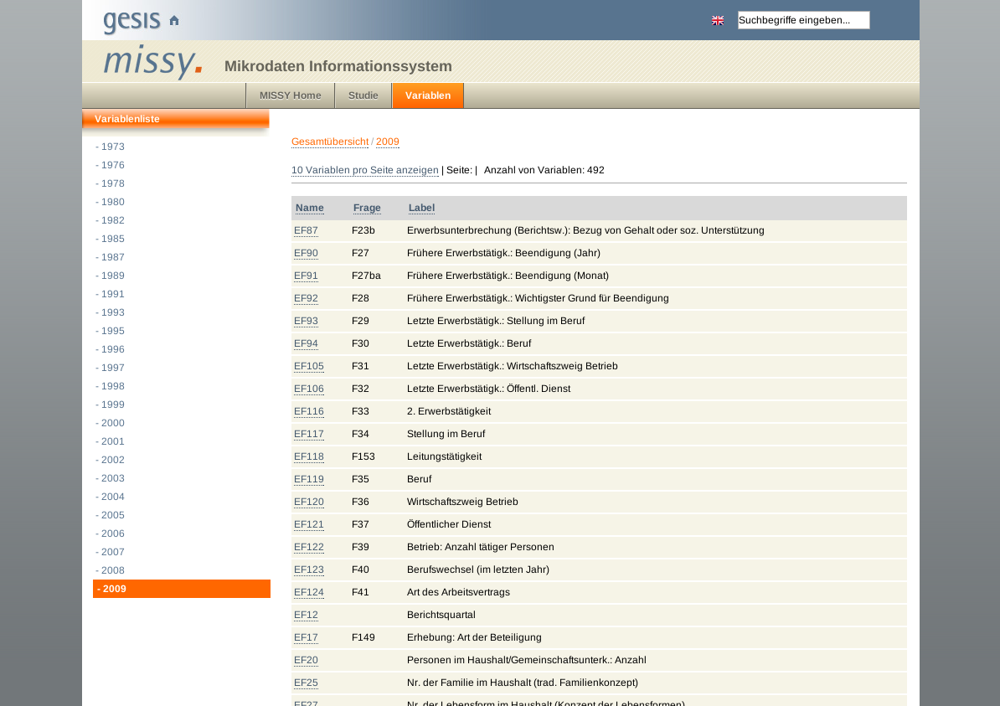 gesis
Suchbegriffe eingeben...
missy.
Mikrodaten Informationssystem
MISSY Home
Studie
Variablen
Variablenliste
- 1973
- 1976
- 1978
- 1980
- 1982
- 1985
- 1987
- 1989
- 1991
- 1993
- 1995
- 1996
- 1997
- 1998
- 1999
- 2000
- 2001
- 2002
- 2003
- 2004
- 2005
- 2006
- 2007
- 2008
- 2009
Gesamtübersicht / 2009
10 Variablen pro Seite anzeigen | Seite: | Anzahl von Variablen: 492
Name Frage Label
EF87 F23b Erwerbsunterbrechung (Berichtsw.): Bezug von Gehalt oder soz. Unterstützung
EF90 F27 Frühere Erwerbstätigk.: Beendigung (Jahr)
EF91 F27ba Frühere Erwerbstätigk.: Beendigung (Monat)
EF92 F28 Frühere Erwerbstätigk.: Wichtigster Grund für Beendigung
EF93 F29 Letzte Erwerbstätigk.: Stellung im Beruf
EF94 F30 Letzte Erwerbstätigk.: Beruf
EF105 F31 Letzte Erwerbstätigk.: Wirtschaftszweig Betrieb
EF106 F32 Letzte Erwerbstätigk.: Öffentl. Dienst
EF116 F33 2. Erwerbstätigkeit
EF117 F34 Stellung im Beruf
EF118 F153 Leitungstätigkeit
EF119 F35 Beruf
EF120 F36 Wirtschaftszweig Betrieb
EF121 F37 Öffentlicher Dienst
EF122 F39 Betrieb: Anzahl tätiger Personen
EF123 F40 Berufswechsel (im letzten Jahr)
EF124 F41 Art des Arbeitsvertrags
EF12 Berichtsquartal
EF17 F149 Erhebung: Art der Beteiligung
EF20 Personen im Haushalt/Gemeinschaftsunterk.: Anzahl
EF25 Nr. der Familie im Haushalt (trad. Familienkonzept)
EF27 Nr. der Lebensform im Haushalt (Konzept der Lebensformen)